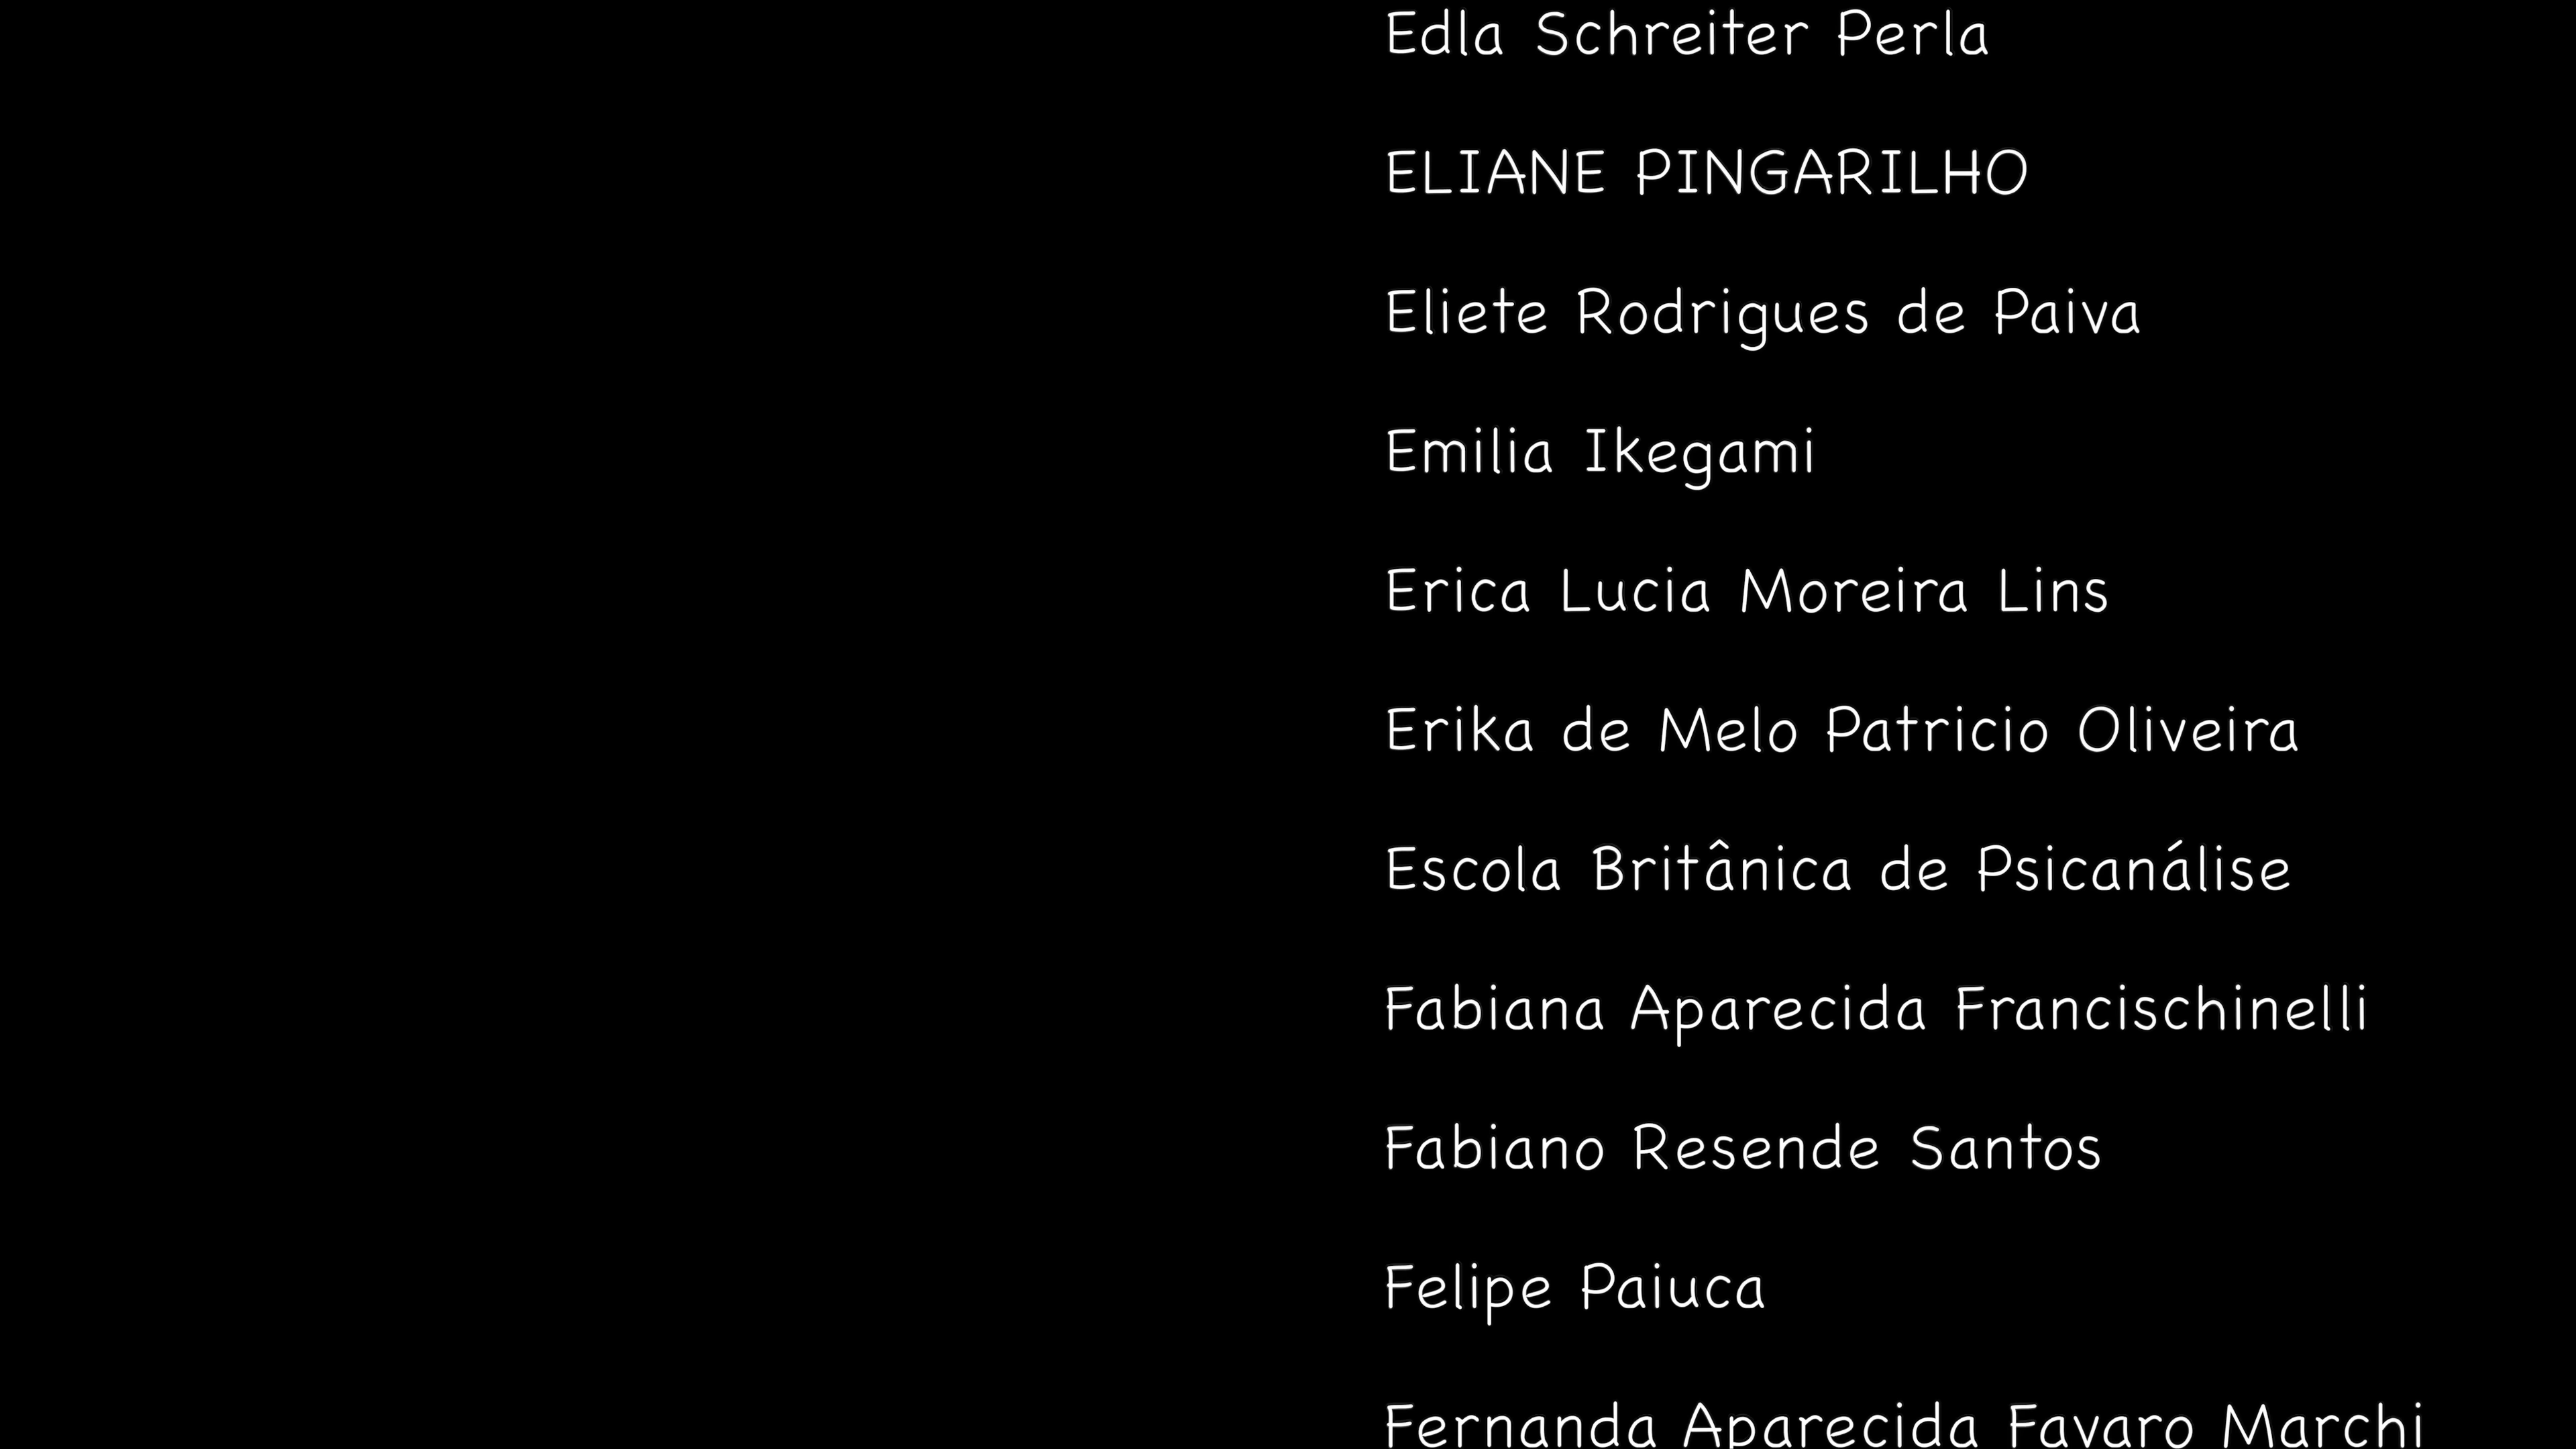 Edla Schreiter Perla
ELIANE PINGARILHO
Eliete Rodrigues de Paiva
Emilia Ikegami
Erica Lucia Moreira Lins
Erika de Melo Patricio Oliveira
Escola Britânica de Psicanálise
Fabiana Aparecida Francischinelli
Fabiano Resende Santos
Felipe Paiuca
Fernanda Aparecida Favaro Marchi